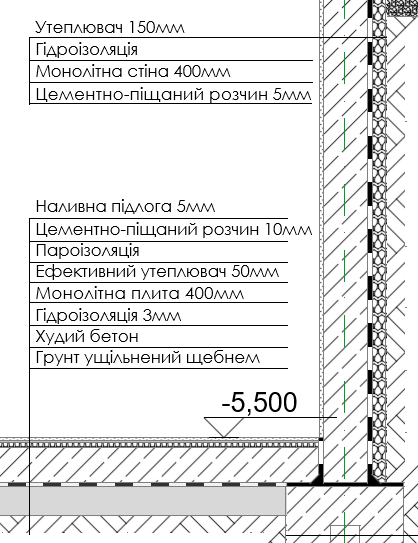 Утеплювач 150мм
Гідроізоляція
Монолітна стіна 400мм
Цементно-піщаний розчин 5мм
Наливна підлога 5мм
Цементно-піщаний розчин 10мм
Пароізоляція
Ефективний утеплювач 50мм
Монолітна плита 400мм
Гідроізоляція 3мм
Худий бетон
Грунт ущільнений щебнем
-5,500